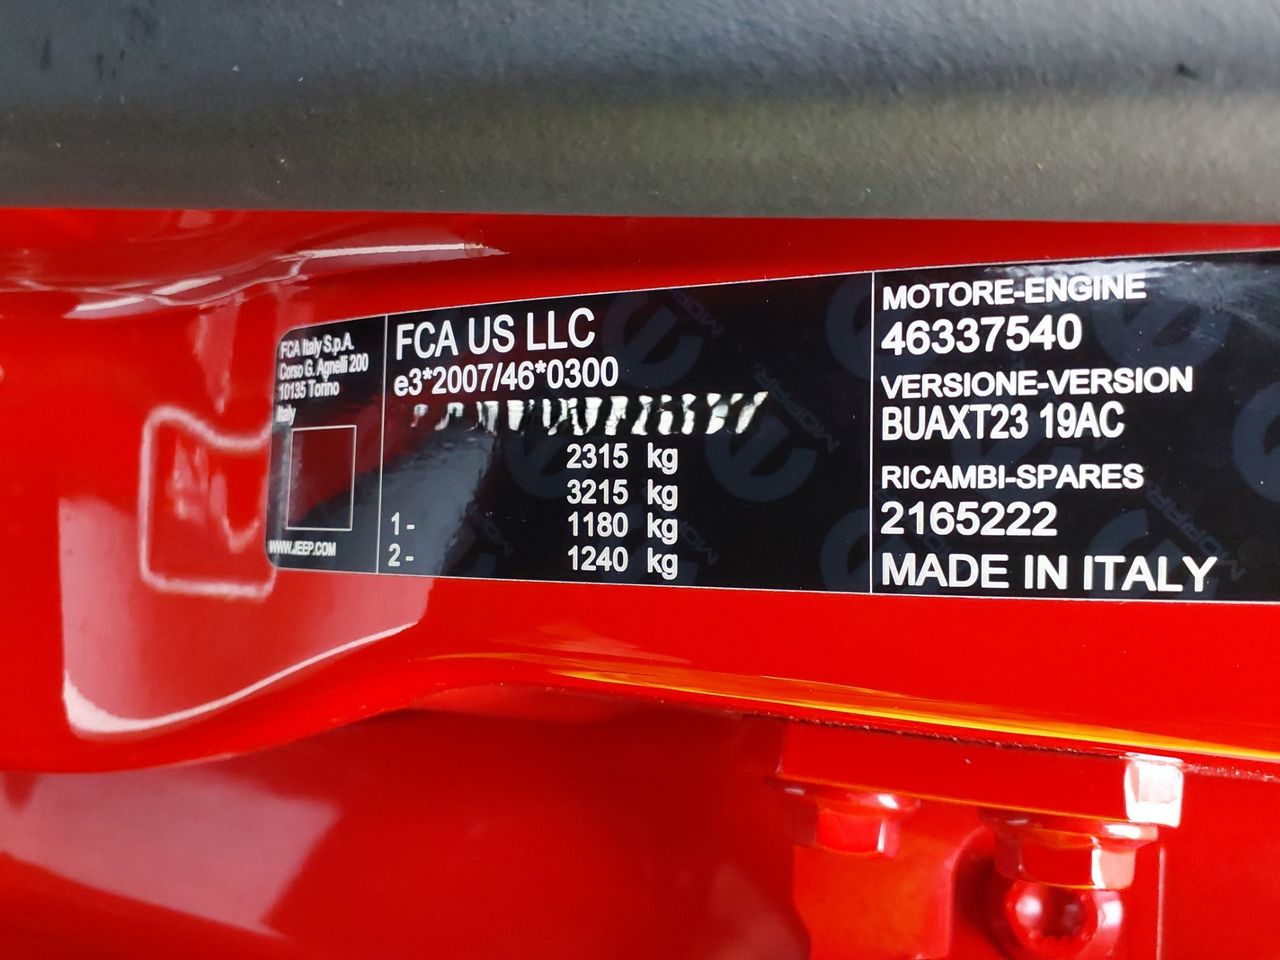 FCA Italy S.p.A.
Corso G. Agnelli 200
10135 Torino
Italy
WWW.JEEP.COM
FCA US LLC
e3*2007/46*0300
2315 kg
3215 kg
1- 1180 kg
2- 1240 kg
MOTORE-ENGINE
46337540
VERSIONE-VERSION
BUAXT23 19AC
RICAMBI-SPARES
2165222
MADE IN ITALY